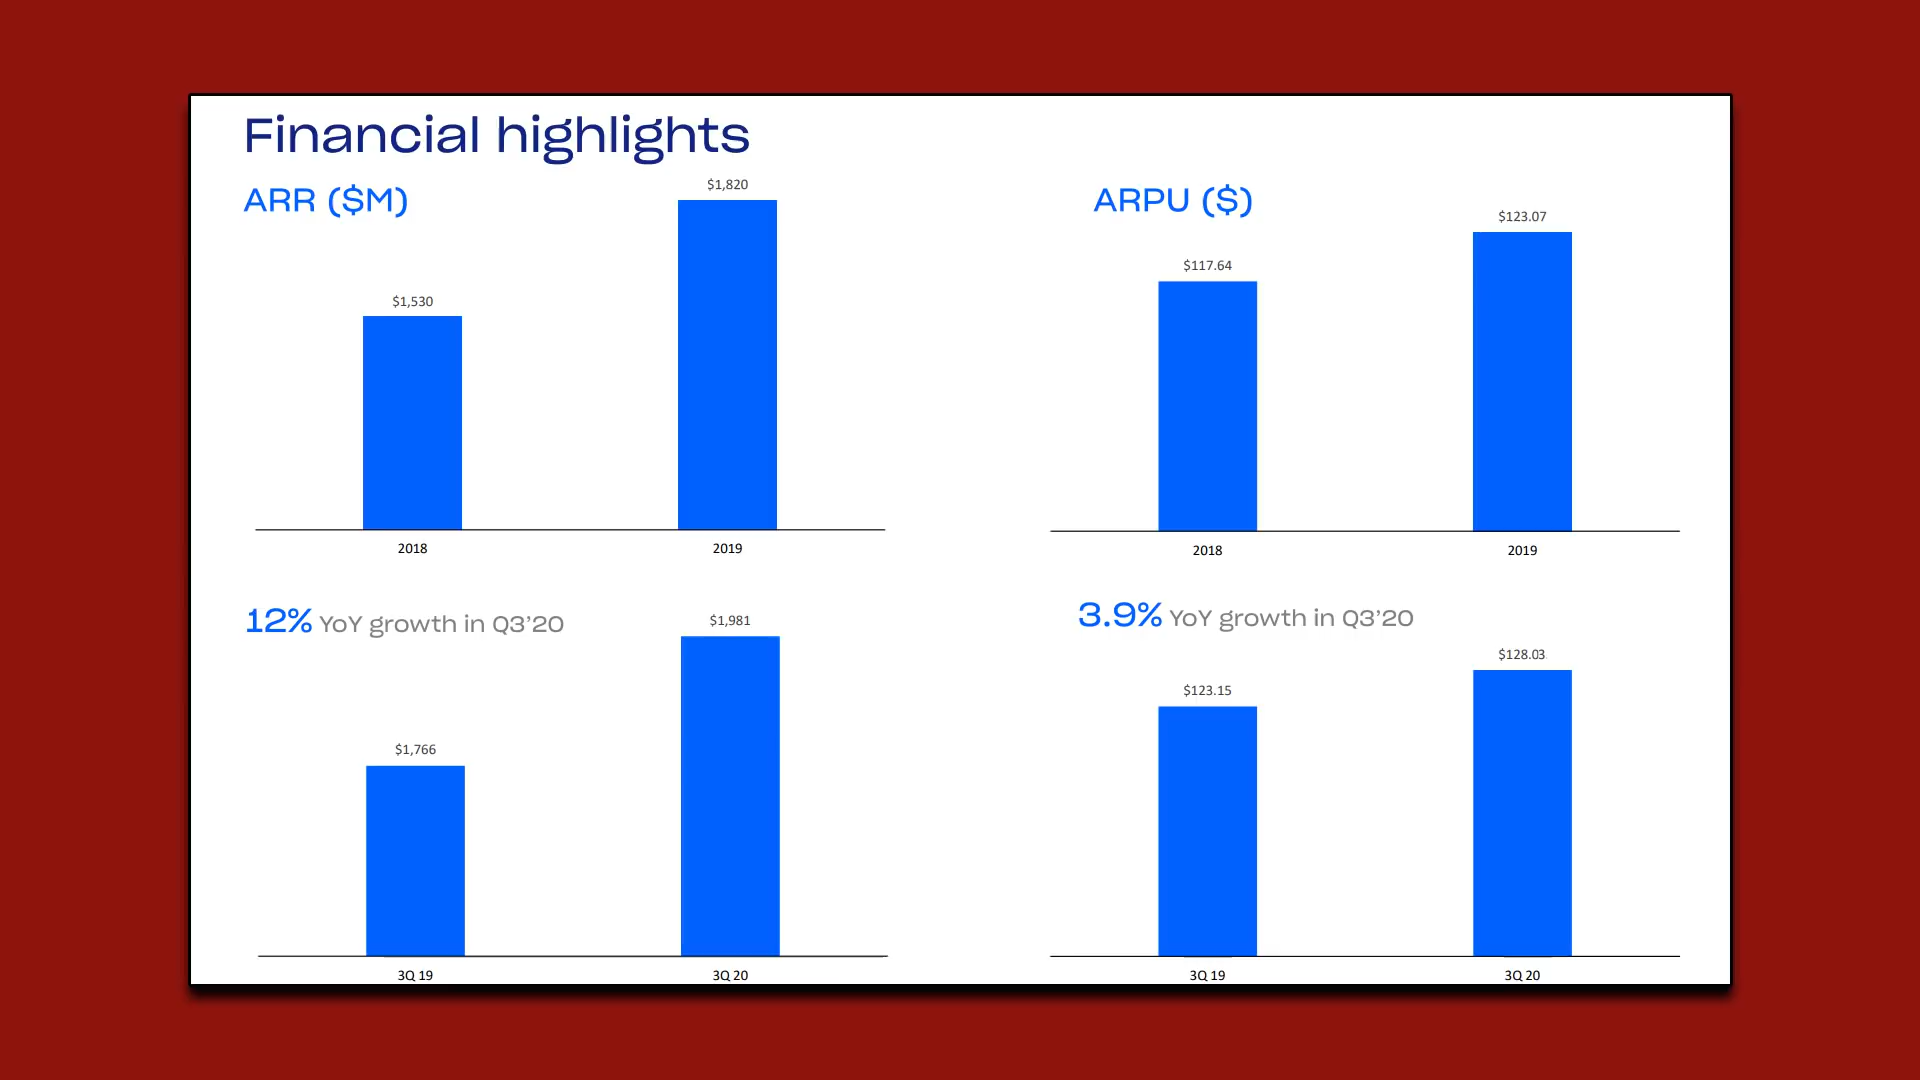 Financial highlights
ARR ($M)
$1,530
$1,820
2018
2019
ARPU ($)
$117.64
$123.07
2018
2019
12% YoY growth in Q3’20
$1,766
$1,981
3Q 19
3Q 20
3.9% YoY growth in Q3’20
$123.15
$128.03
3Q 19
3Q 20